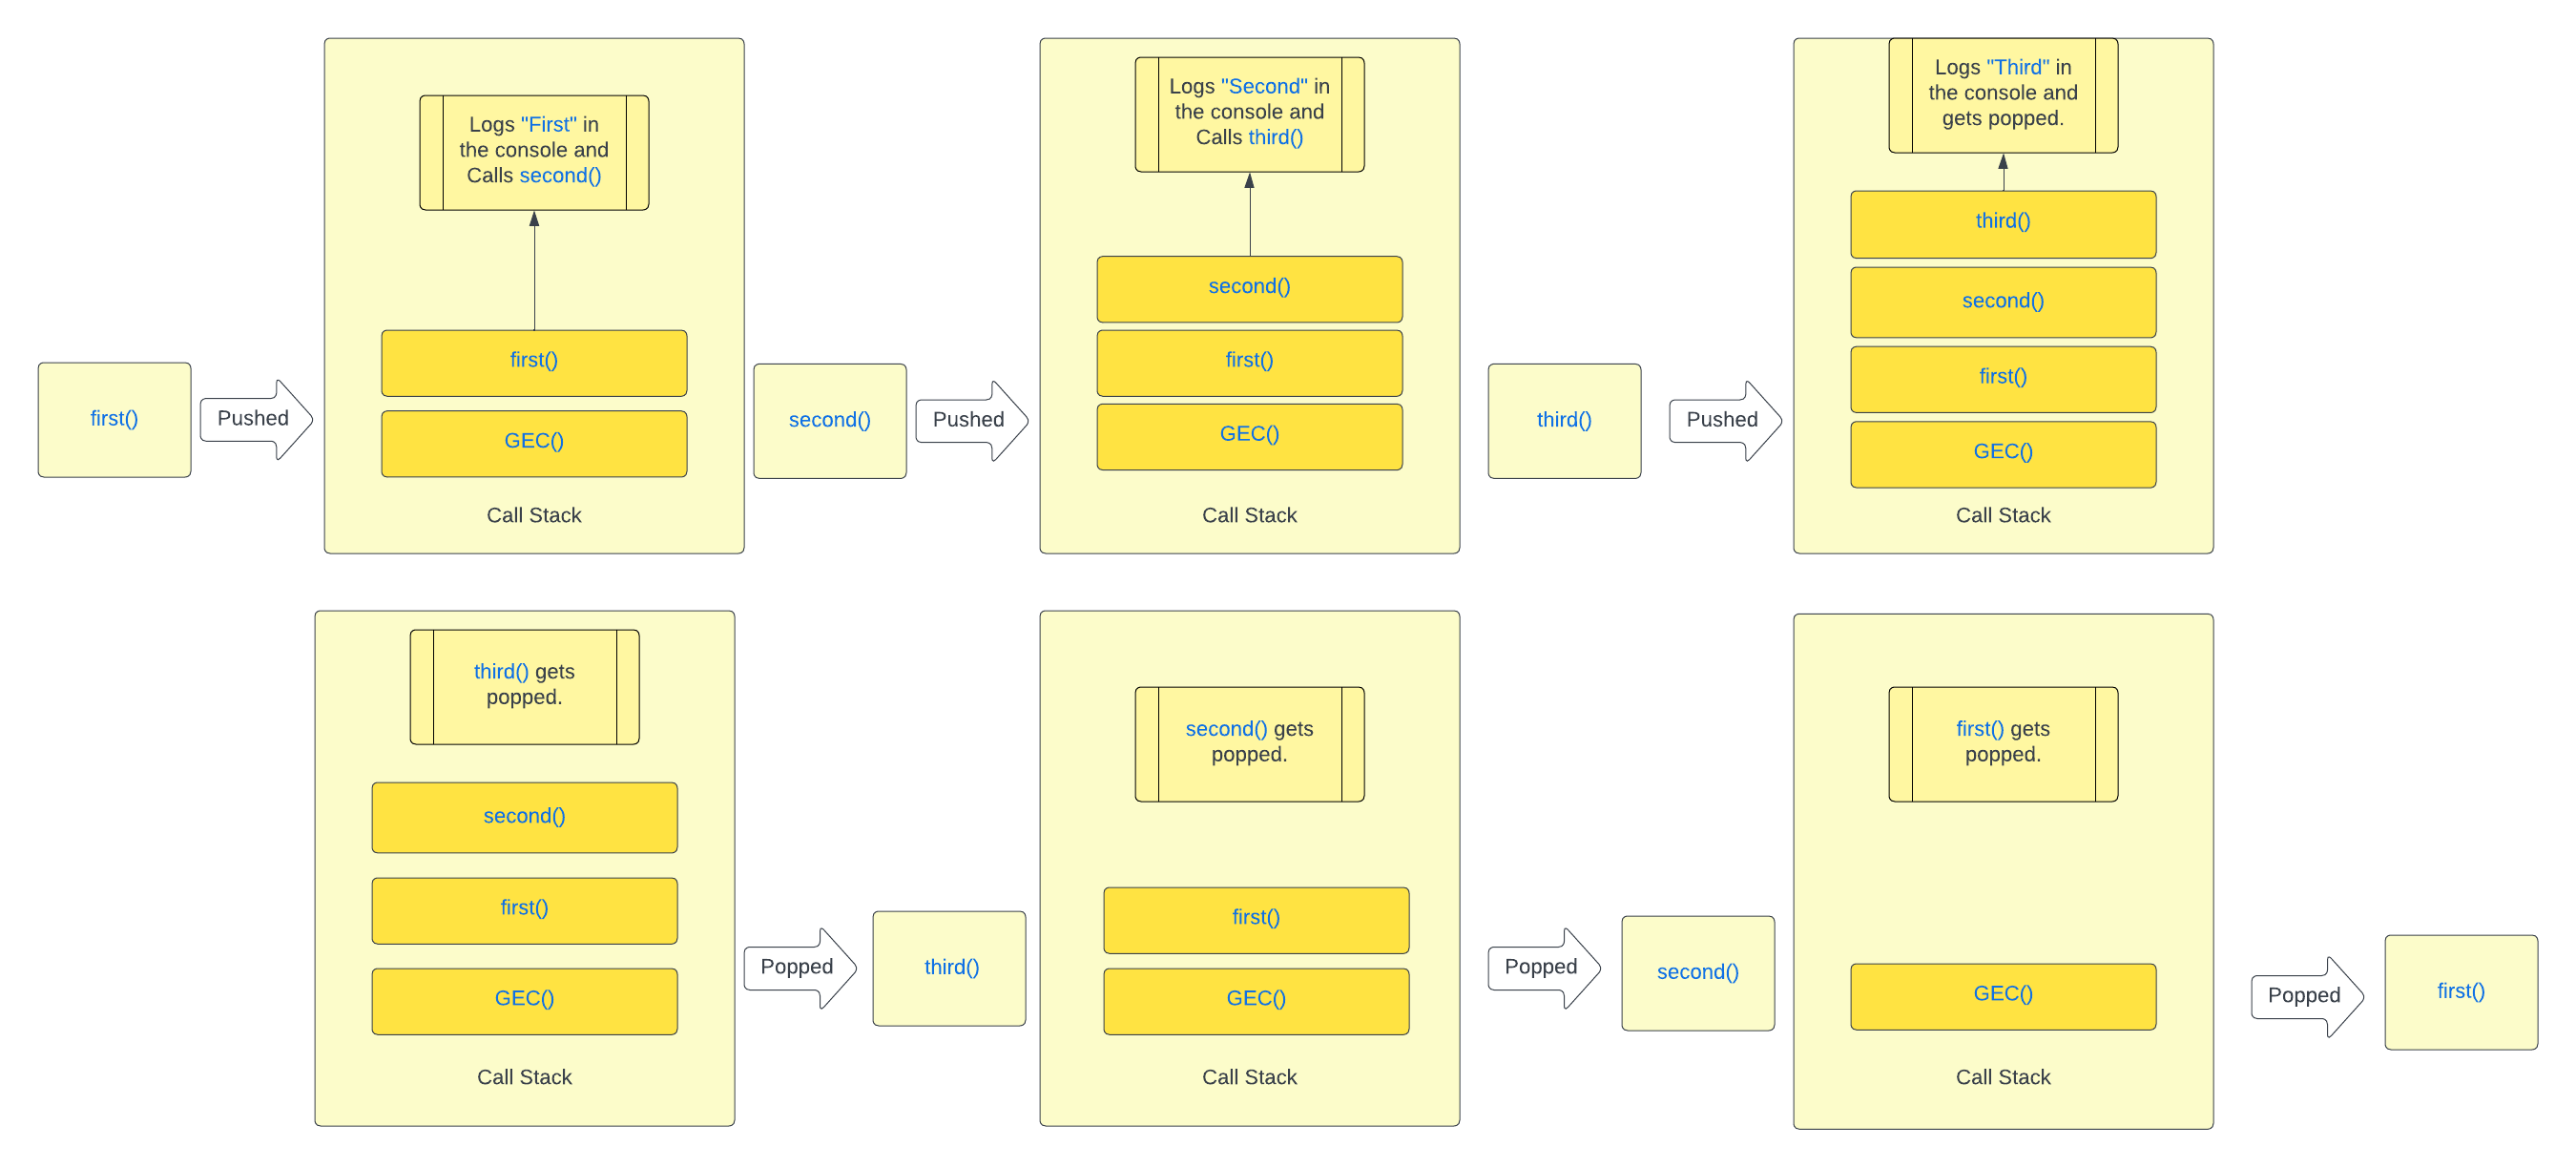 first()
Pushed
Logs "First" in
the console and
Calls second()
first()
GEC()
Call Stack
second()
Pushed
Logs "Second" in
the console and
Calls third()
second()
first()
GEC()
Call Stack
third()
Pushed
Logs "Third" in
the console and
gets popped.
third()
second()
first()
GEC()
Call Stack
third() gets
popped.
second()
first()
GEC()
Call Stack
Popped
third()
second() gets
popped.
first()
GEC()
Call Stack
Popped
second()
first() gets
popped.
GEC()
Call Stack
Popped
first()